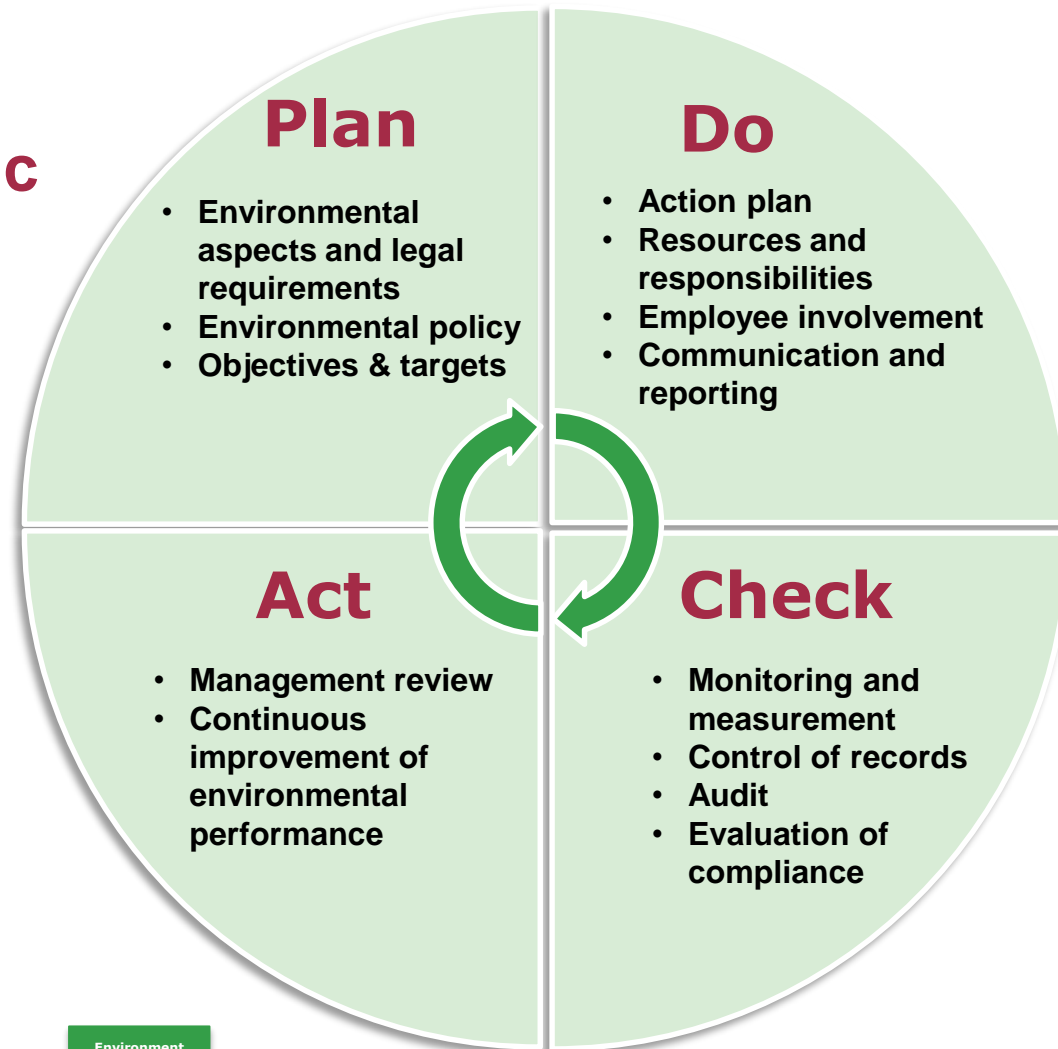 c
Plan
• Environmental
aspects and legal
requirements
• Environmental policy
• Objectives & targets
Do
• Action plan
• Resources and
responsibilities
• Employee involvement
• Communication and
reporting
Act
• Management review
• Continuous
improvement of
environmental
performance
Check
• Monitoring and
measurement
• Control of records
• Audit
• Evaluation of
compliance
Environment